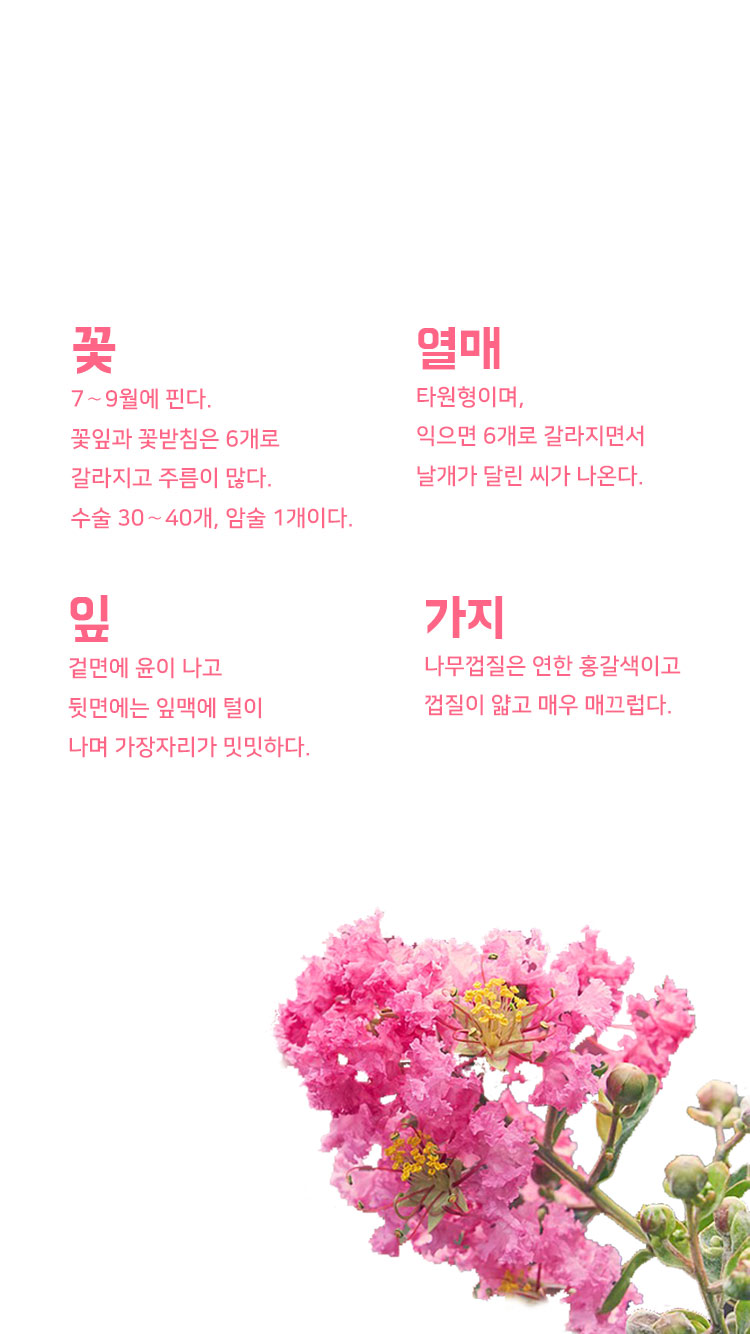 꽃
7~9월에 핀다.
꽃잎과 꽃받침은 6개로
갈라지고 주름이 많다.
수술 30~40개, 암술 1개이다.
열매
타원형이며,
익으면 6개로 갈라지면서
날개가 달린 씨가 나온다.
잎
겉면에 윤이 나고
뒷면에는 잎맥에 털이
나며 가장자리가 밋밋하다.
가지
나무껍질은 연한 홍갈색이고
껍질이 얇고 매우 매끄럽다.